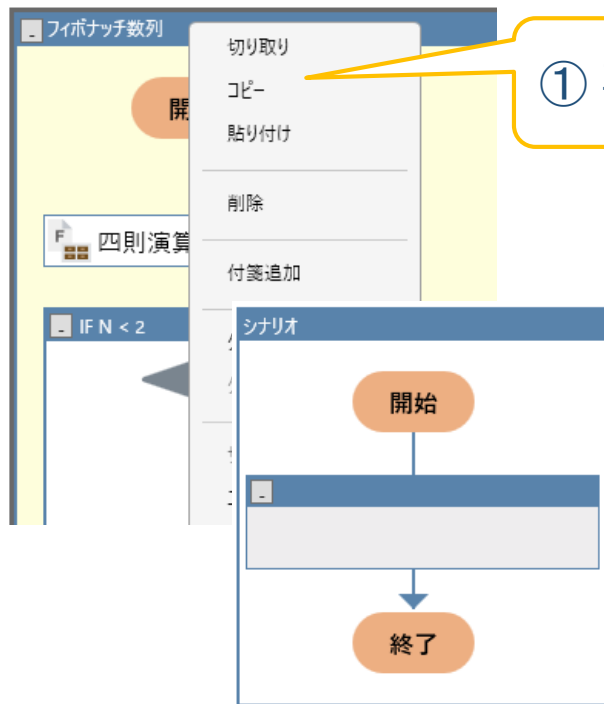 フィボナッチ数列
開
四則演算
IF N < 2
切り取り
コピー
貼り付け
削除
付箋追加
①
シナリオ
開始
終了